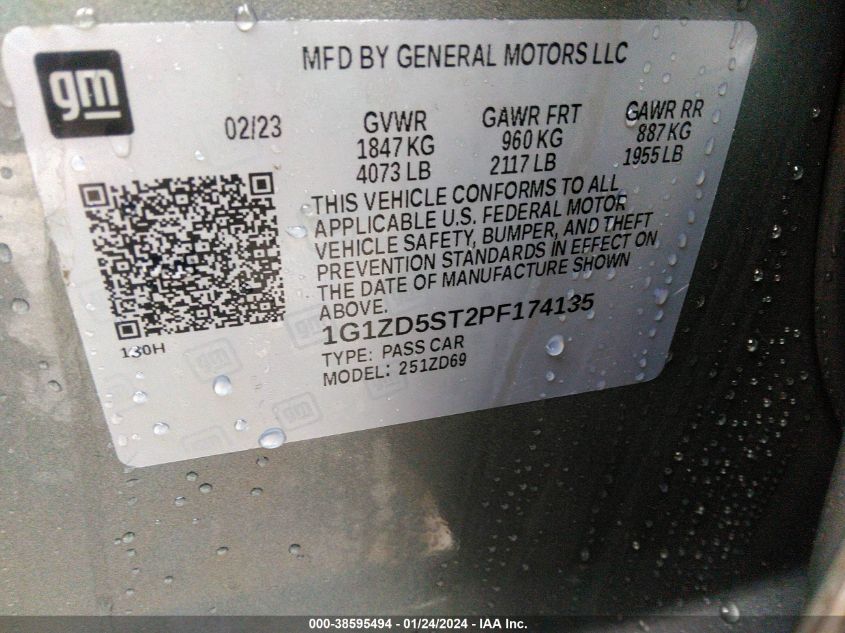 gm
MFD BY GENERAL MOTORS LLC
02/23
GVWR
1847 KG
4073 LB
GAWR FRT
960 KG
2117 LB
GAWR RR
887 KG
1955 LB
THIS VEHICLE CONFORMS TO ALL
APPLICABLE U.S. FEDERAL MOTOR
VEHICLE SAFETY, BUMPER, AND THEFT
PREVENTION STANDARDS IN EFFECT ON
THE DATE OF MANUFACTURE SHOWN
ABOVE.
1G1ZD5ST2PF174135
TYPE: PASS CAR
MODEL: 251ZD69
130H
gm
gm
000-38595494 - 01/24/2024 - IAA Inc.